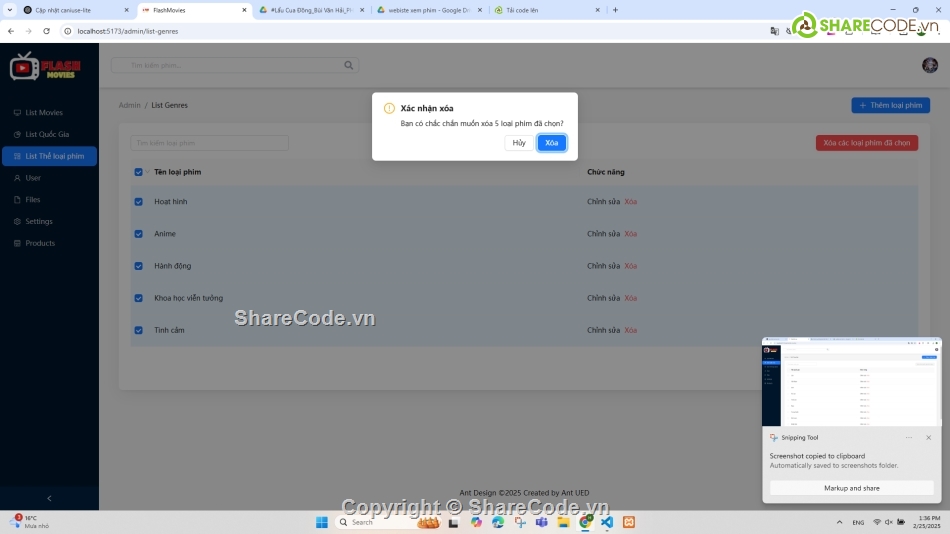 Cập nhật caniuse-lite
FlashMovies
webiste xem phim - Google Dr
Tải code lên
SHARECODE.vn
localhost:5173/admin/list-genres
FLASH
MOVIES
Tìm kiếm phim...
List Movies
List Quốc Gia
List Thể loại phim
User
Files
Settings
Products
Admin / List Genres
Thêm loại phim
Xác nhận xóa
Bạn có chắc chắn muốn xóa 5 loại phim đã chọn?
Hủy
Xóa
Tìm kiếm loại phim...
Xóa các loại phim đã chọn
Tên loại phim
Chức năng
Hoạt hình
Chỉnh sửa Xóa
Anime
Chỉnh sửa Xóa
Hành động
Chỉnh sửa Xóa
Khoa học viễn tưởng
Chỉnh sửa Xóa
Tình cảm
Chỉnh sửa Xóa
ShareCode.vn
Snipping Tool
Screenshot copied to clipboard
Automatically saved to screenshots folder.
Markup and share
Ant Design ©2025 Created by Ant UED
Copyright © ShareCode.vn
16°C
Mưa nhỏ
Search
ENG
1:36 PM
2/25/2025